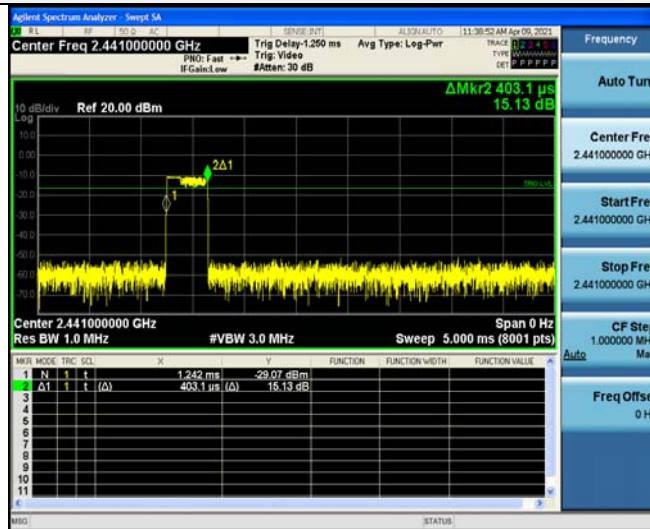 Agilent Spectrum Analyzer - Swept SA
RL RF 50 Ω AC SENSE:INT ALIGN AUTO 11:38:52 AM Apr 09, 2021
Center Freq 2.441000000 GHz
PNO: Fast
IFGain:Low
Trig Delay-1.250 ms
Trig: Video
#Atten: 30 dB
Avg Type: Log-Pwr
TRACE 1 2 3 4 5 6
TYPE
DET P P P P P P
ΔMkr2 403.1 µs
15.13 dB
10 dB/div Ref 20.00 dBm
Log
10.0
0.00
-10.0
-20.0
-30.0
-40.0
-50.0
-60.0
-70.0
2Δ1
1
TRIG LVL
Center 2.441000000 GHz Span 0 Hz
Res BW 1.0 MHz #VBW 3.0 MHz Sweep 5.000 ms (8001 pts)
MKR MODE TRC SCL X Y FUNCTION FUNCTION WIDTH FUNCTION VALUE
1 N 1 t 1.242 ms -29.07 dBm
2 Δ1 1 t (Δ) 403.1 µs (Δ) 15.13 dB
3
4
5
6
7
8
9
10
11
MSG STATUS
Frequency
Auto Tun
Center Fre
2.441000000 GH
Start Fre
2.441000000 GH
Stop Fre
2.441000000 GH
CF Ste
1.000000 MH
Auto Ma
Freq Offse
0 H